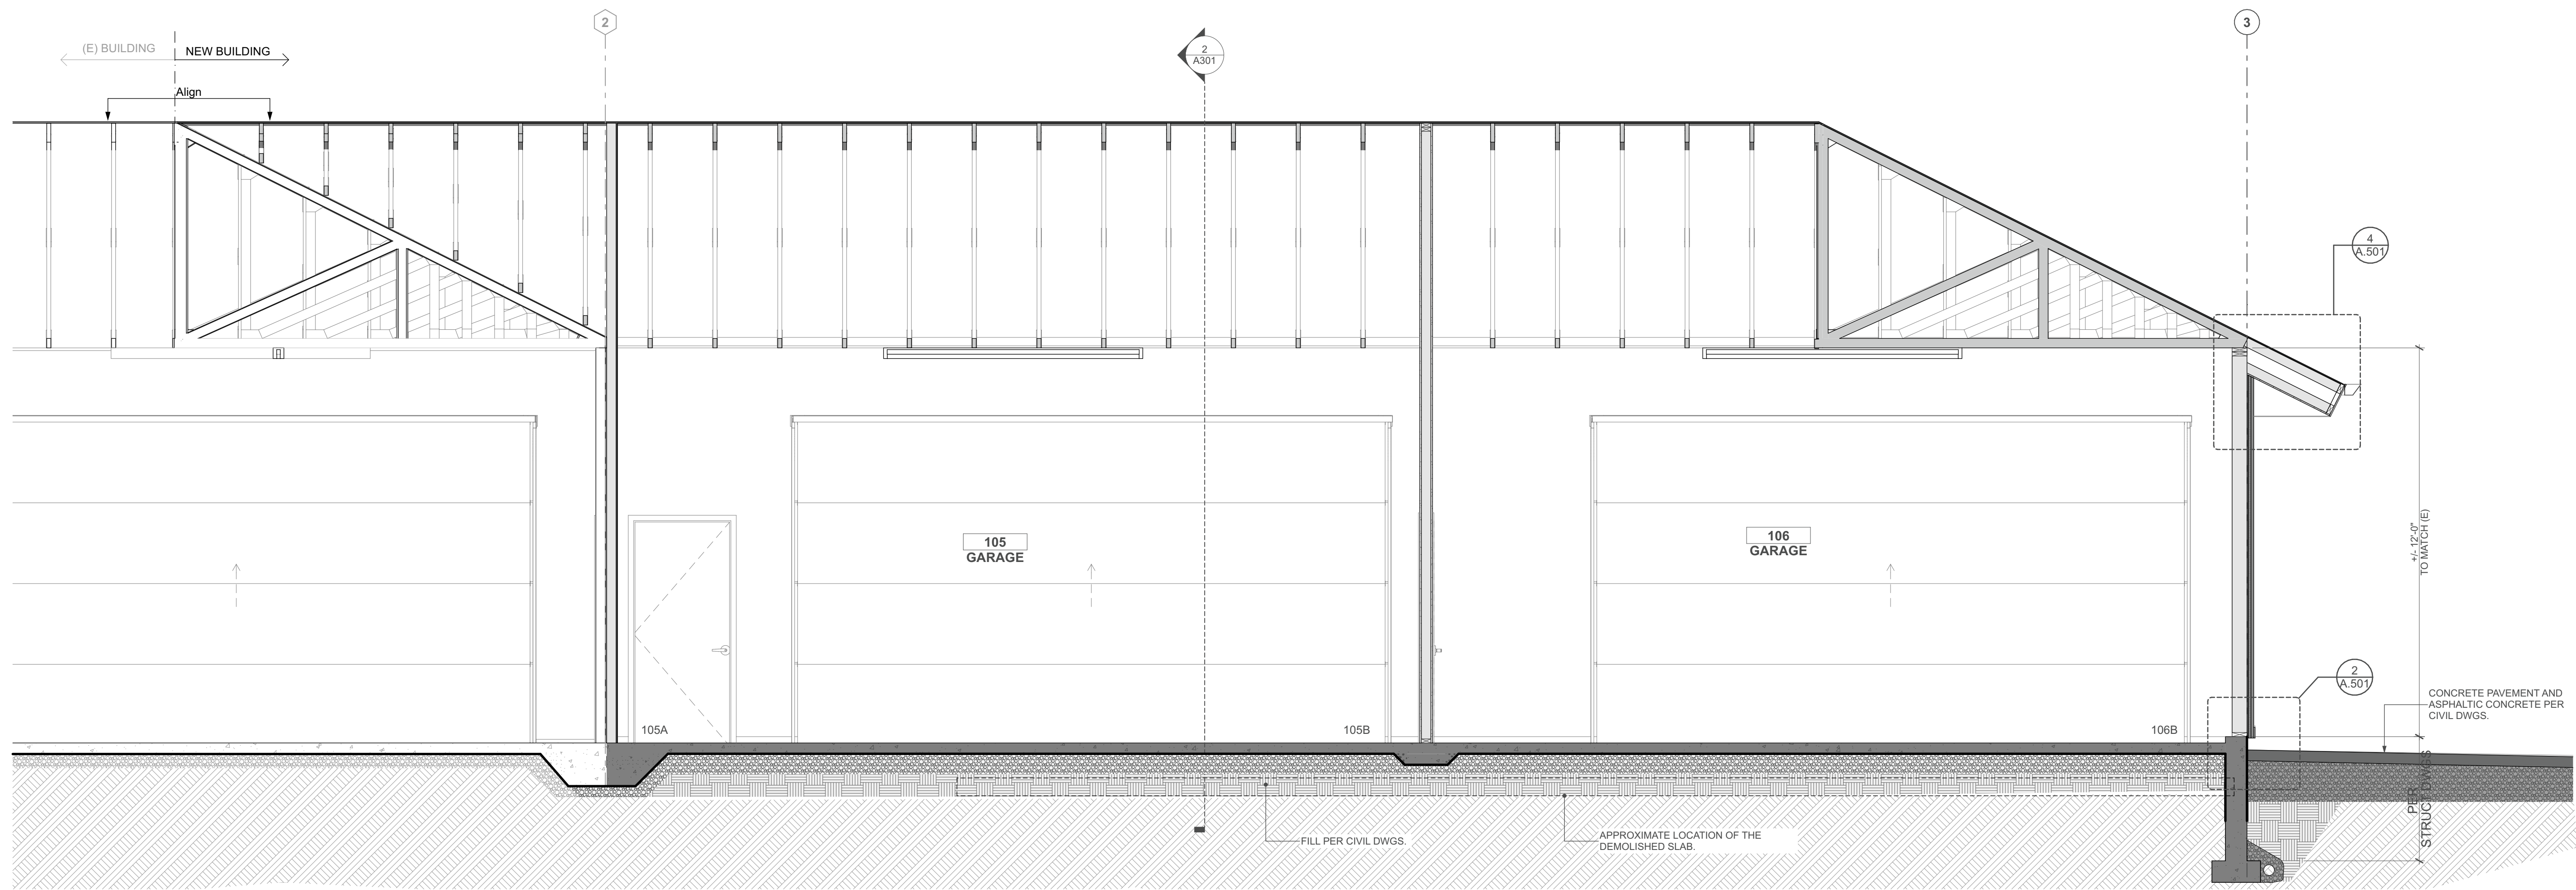 2
3
(E) BUILDING
NEW BUILDING
2
A301
Align
4
A.501
+/- 12'-0"
TO MATCH (E)
105
GARAGE
106
GARAGE
2
A.501
CONCRETE PAVEMENT AND
ASPHALTIC CONCRETE PER
CIVIL DWGS.
105A
105B
106B
PER
STRUCT DWGS
FILL PER CIVIL DWGS.
APPROXIMATE LOCATION OF THE
DEMOLISHED SLAB.